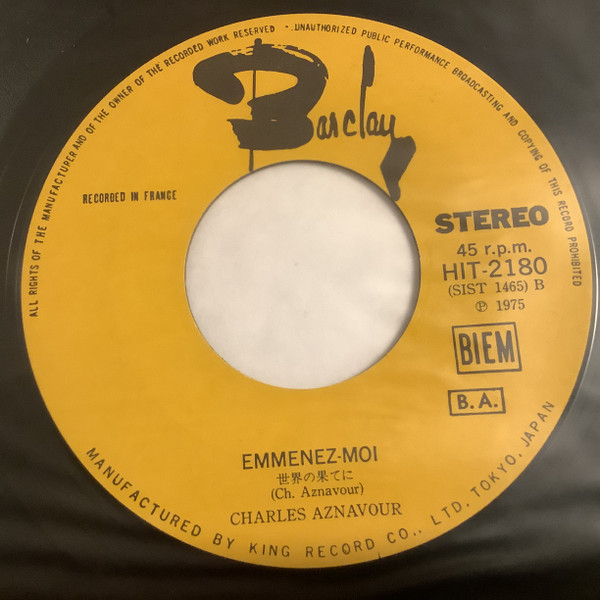 ALL RIGHTS OF THE MANUFACTURER AND OF THE OWNER OF THE RECORDED WORK RESERVED · UNAUTHORIZED PUBLIC PERFORMANCE BROADCASTING AND COPYING OF THIS RECORD PROHIBITED
Barclay
RECORDED IN FRANCE
STEREO
45 r.p.m.
HIT-2180
(SIST 1465) B
℗ 1975
BIEM
B.A.
EMMENEZ-MOI
世界の果てに
(Ch. Aznavour)
CHARLES AZNAVOUR
MANUFACTURED BY KING RECORD CO., LTD. TOKYO, JAPAN